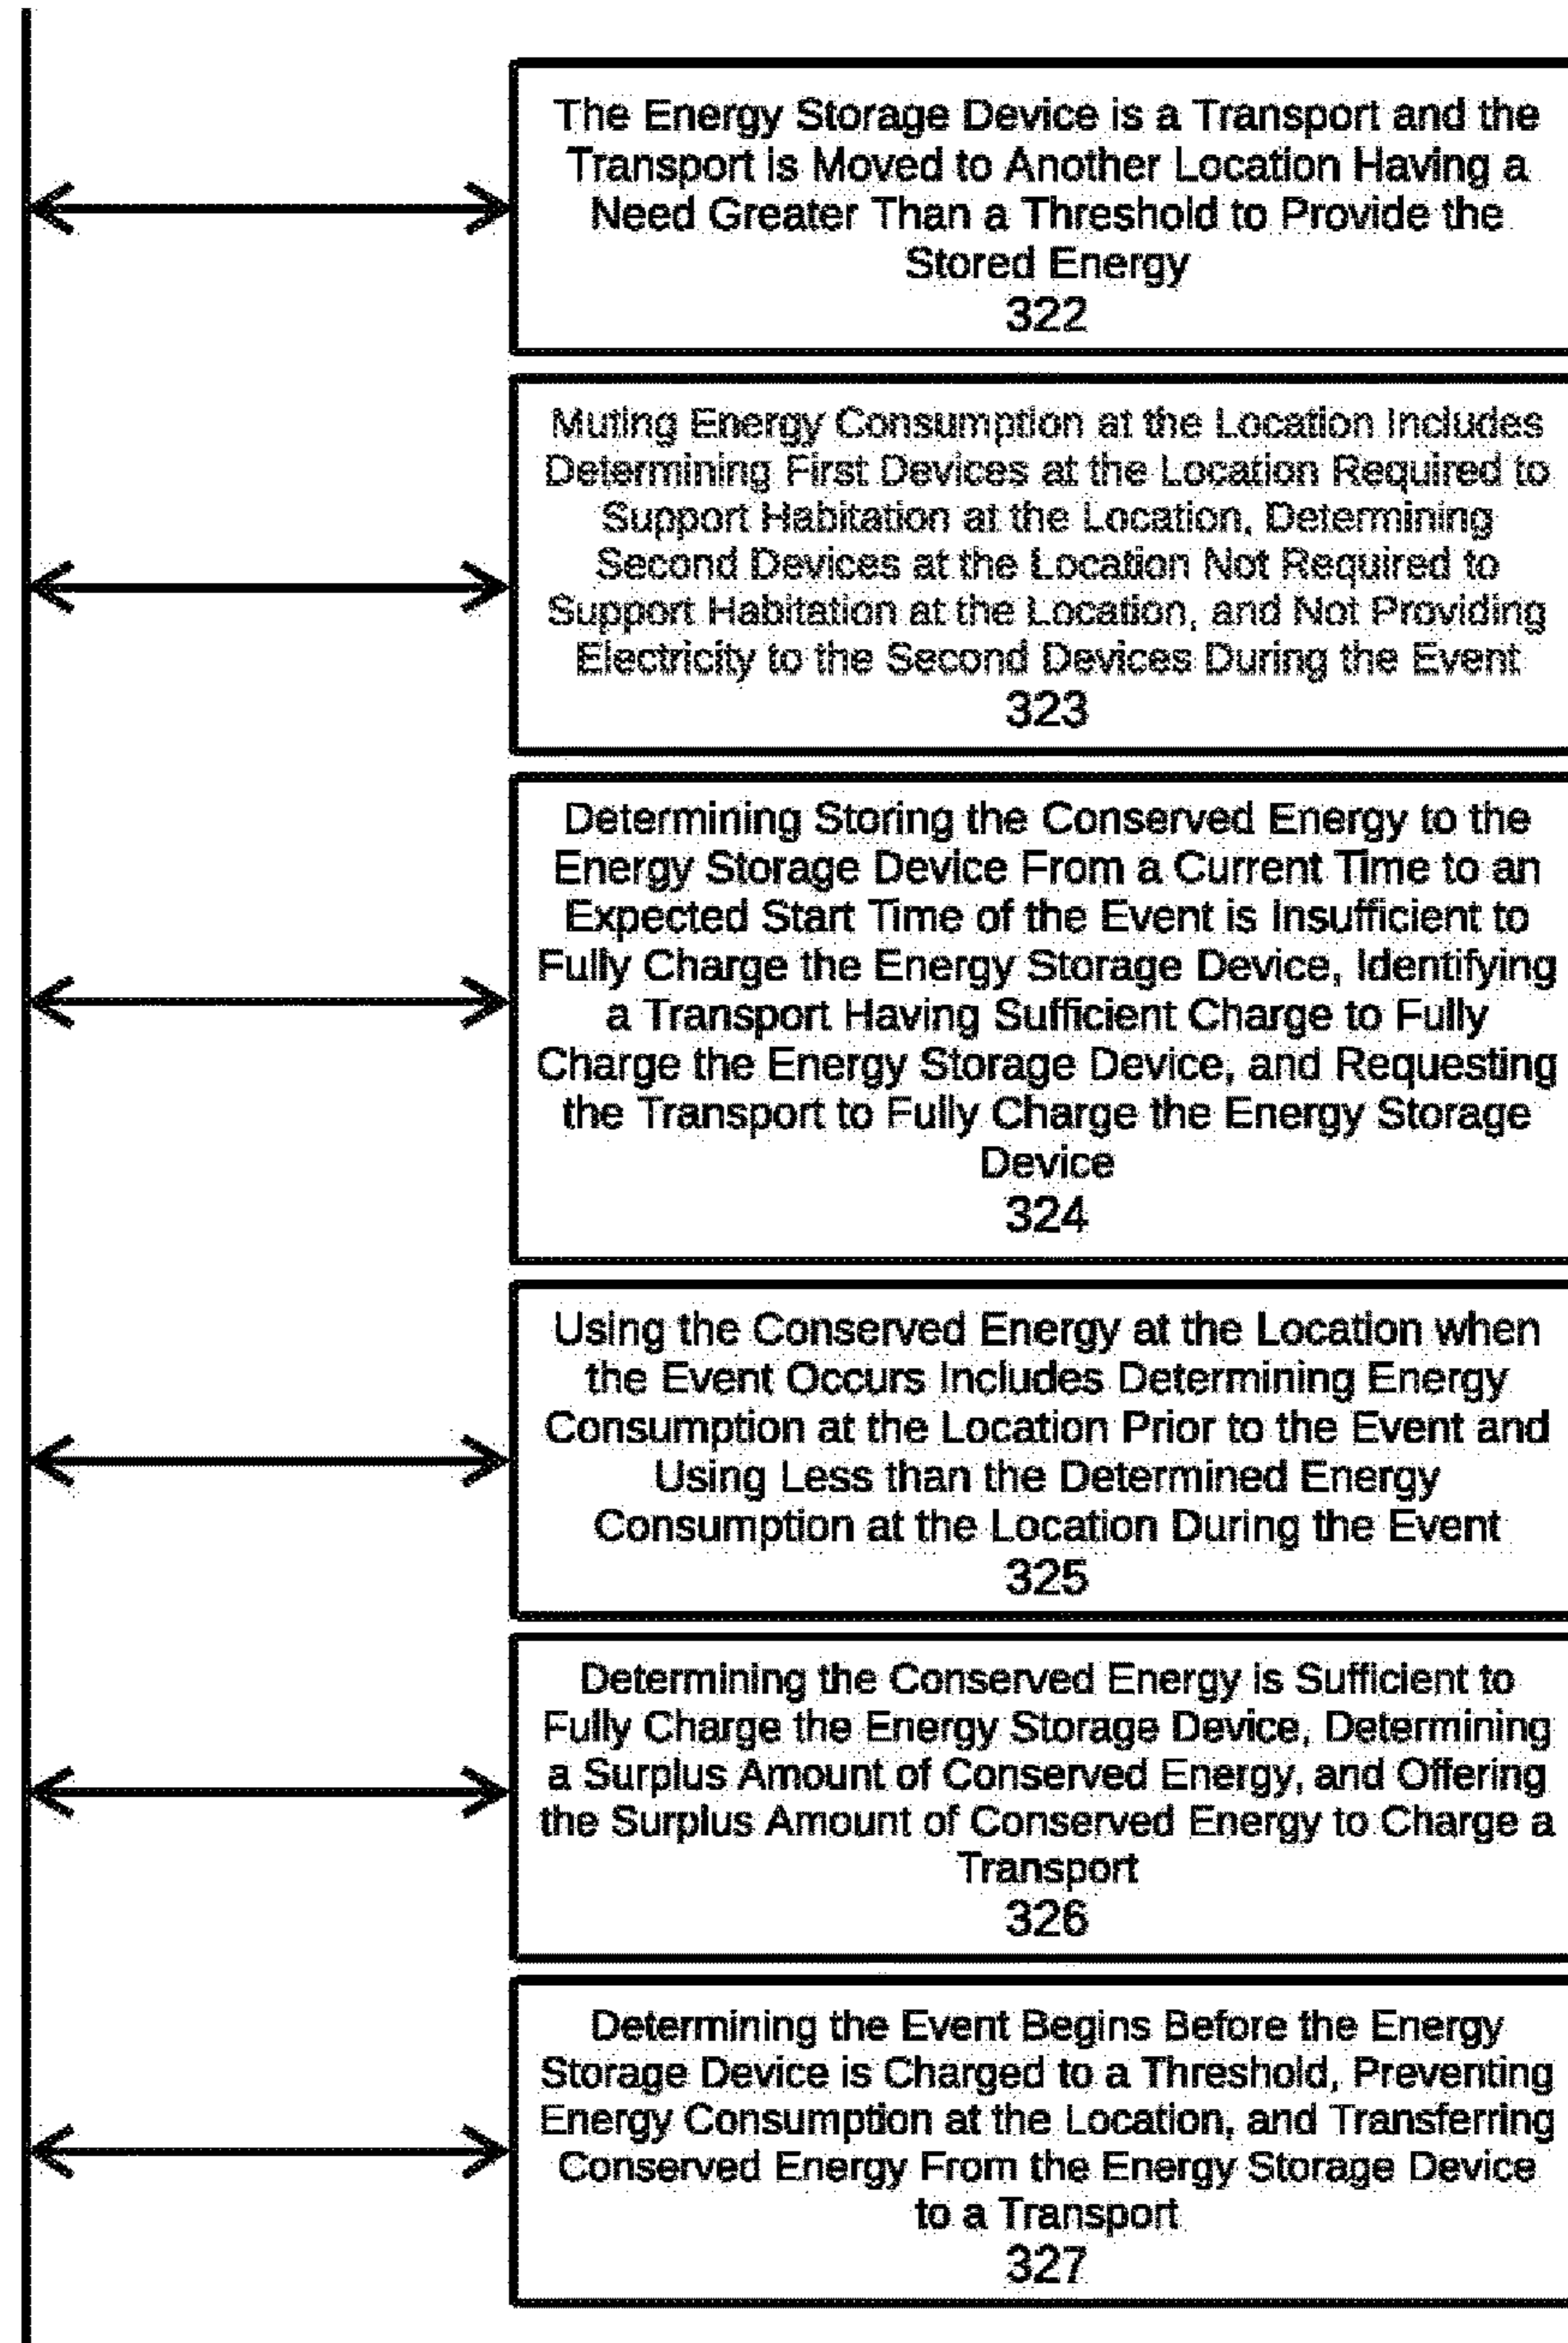 The Energy Storage Device is a Transport and the
Transport is Moved to Another Location Having a
Need Greater Than a Threshold to Provide the
Stored Energy
322
Muting Energy Consumption at the Location Includes
Determining First Devices at the Location Required to
Support Habitation at the Location, Determining
Second Devices at the Location Not Required to
Support Habitation at the Location, and Not Providing
Electricity to the Second Devices During the Event
323
Determining Storing the Conserved Energy to the
Energy Storage Device From a Current Time to an
Expected Start Time of the Event is Insufficient to
Fully Charge the Energy Storage Device, Identifying
a Transport Having Sufficient Charge to Fully
Charge the Energy Storage Device, and Requesting
the Transport to Fully Charge the Energy Storage
Device
324
Using the Conserved Energy at the Location when
the Event Occurs Includes Determining Energy
Consumption at the Location Prior to the Event and
Using Less than the Determined Energy
Consumption at the Location During the Event
325
Determining the Conserved Energy is Sufficient to
Fully Charge the Energy Storage Device, Determining
a Surplus Amount of Conserved Energy, and Offering
the Surplus Amount of Conserved Energy to Charge a
Transport
326
Determining the Event Begins Before the Energy
Storage Device is Charged to a Threshold, Preventing
Energy Consumption at the Location, and Transferring
Conserved Energy From the Energy Storage Device
to a Transport
327